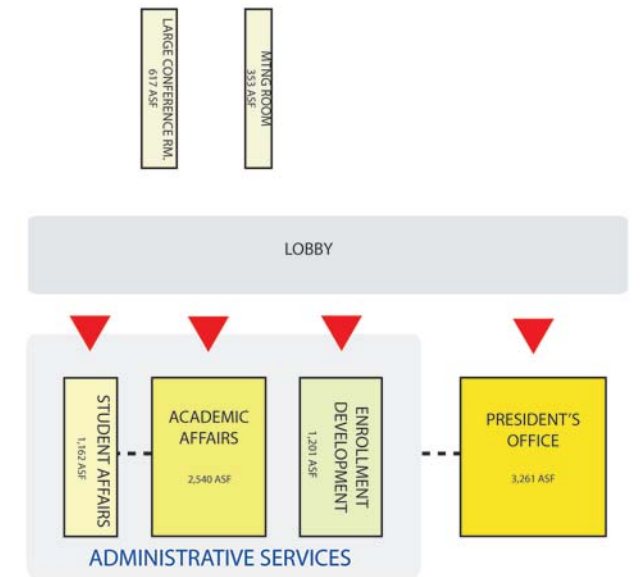 LARGE CONFERENCE RM.
617 ASF
MTNG ROOM
353 ASF
LOBBY
STUDENT AFFAIRS
1,162 ASF
ACADEMIC
AFFAIRS
2,540 ASF
ENROLLMENT
DEVELOPMENT
1,201 ASF
PRESIDENT'S
OFFICE
3,261 ASF
ADMINISTRATIVE SERVICES